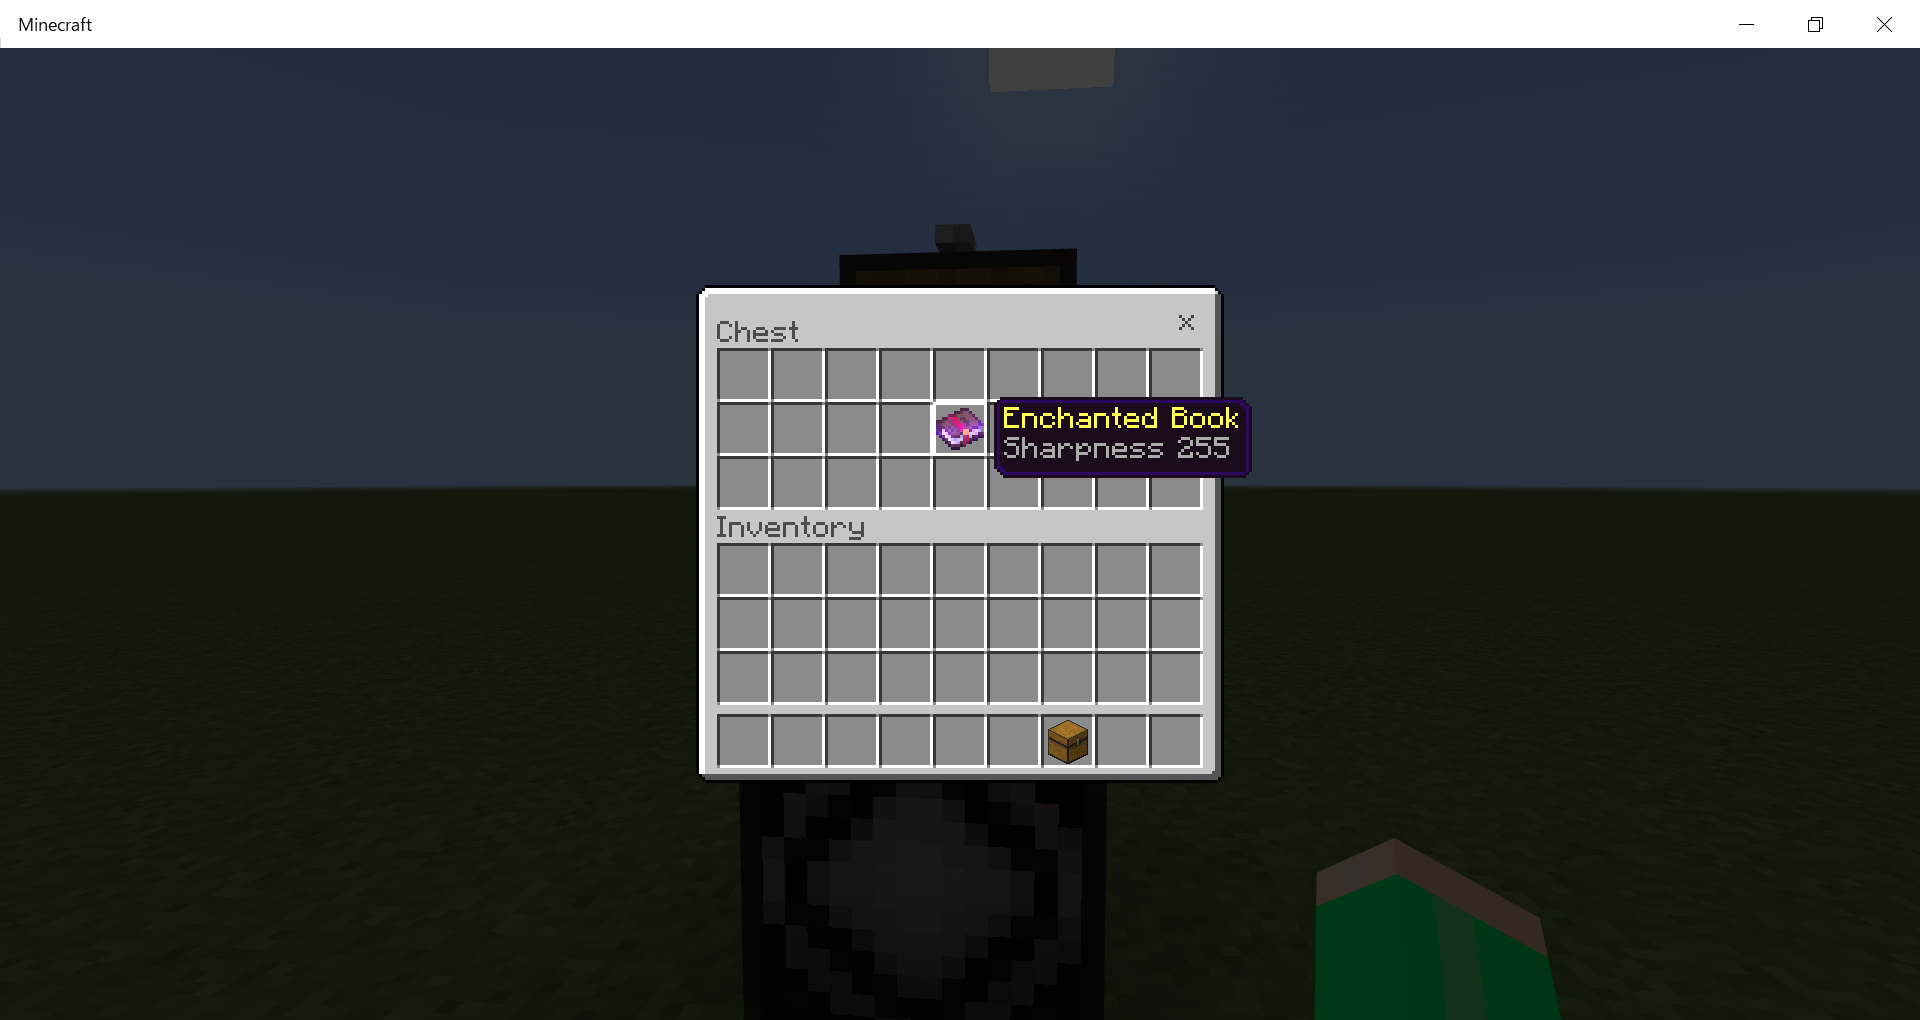 Minecraft
Chest
Enchanted Book
Sharpness 255
Inventory